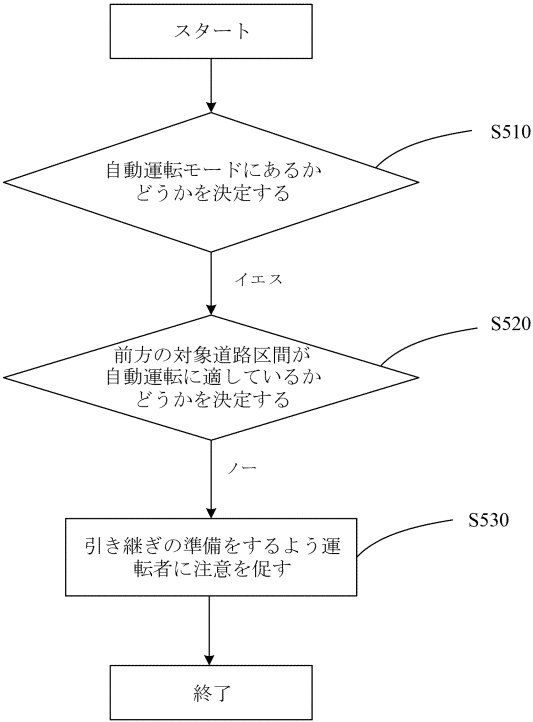 スタート
S510
自動運転モードにあるか
どうかを決定する
イエス
S520
前方の対象道路区間が
自動運転に適しているか
どうかを決定する
ノー
S530
引き継ぎの準備をするよう運
転者に注意を促す
終了